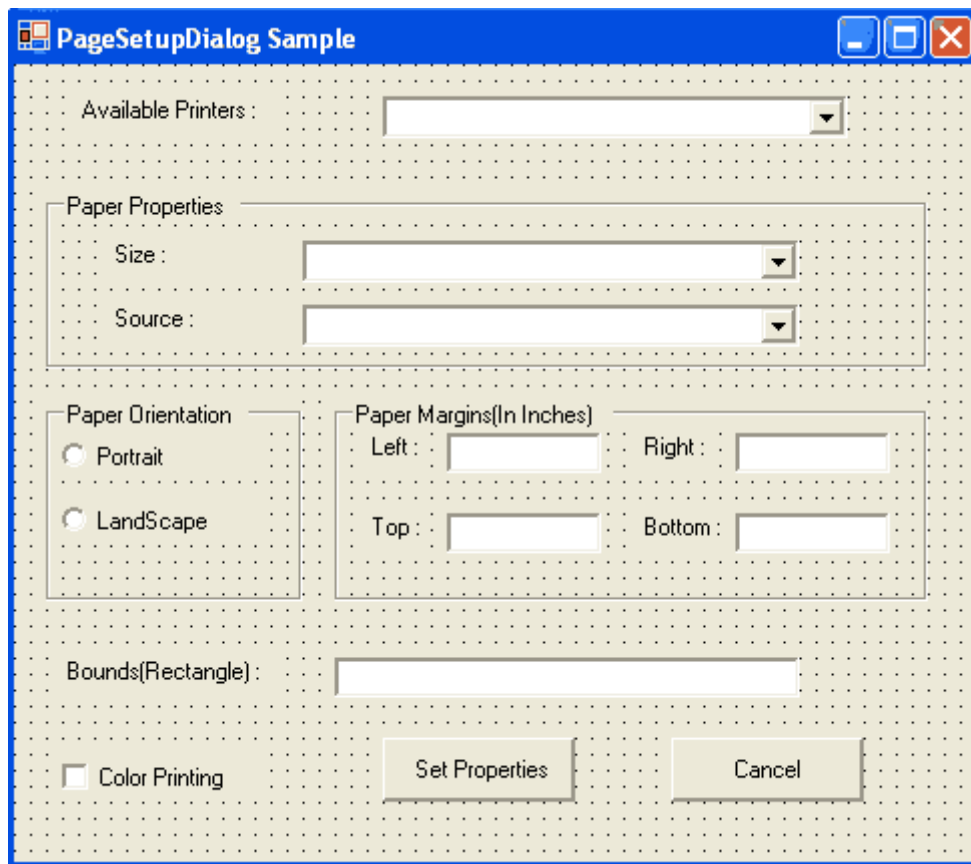 PageSetupDialog Sample
Available Printers :
Paper Properties
Size :
Source :
Paper Orientation
Portrait
LandScape
Paper Margins(In Inches)
Left :
Right :
Top :
Bottom :
Bounds(Rectangle) :
Color Printing
Set Properties
Cancel